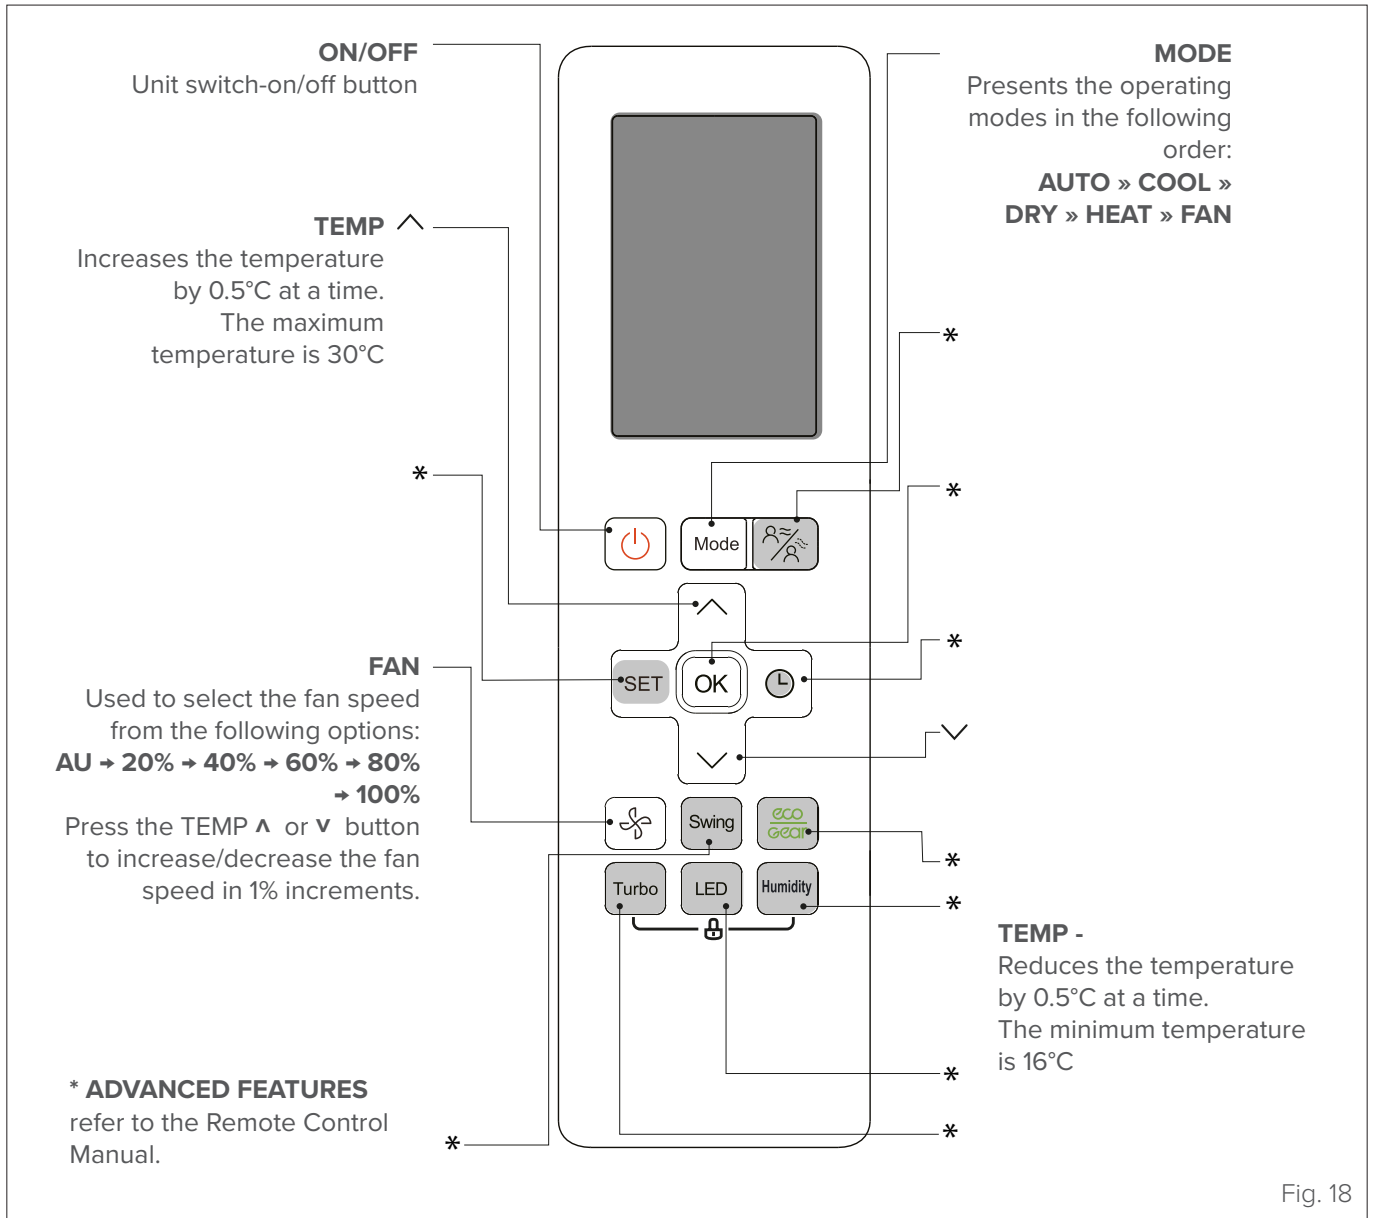 ON/OFF
Unit switch-on/off button
MODE
Presents the operating
modes in the following
order:
AUTO » COOL »
DRY » HEAT » FAN
TEMP ^
Increases the temperature
by 0.5°C at a time.
The maximum
temperature is 30°C
*
*
*
Mode
*
SET
OK
FAN
Used to select the fan speed
from the following options:
AU → 20% → 40% → 60% → 80%
→ 100%
Press the TEMP ʌ or v button
to increase/decrease the fan
speed in 1% increments.
Swing
eco
Gear
*
Turbo
LED
Humidity
*
TEMP -
Reduces the temperature
by 0.5°C at a time.
The minimum temperature
is 16°C
*
* ADVANCED FEATURES
refer to the Remote Control
Manual.
*
*
Fig. 18